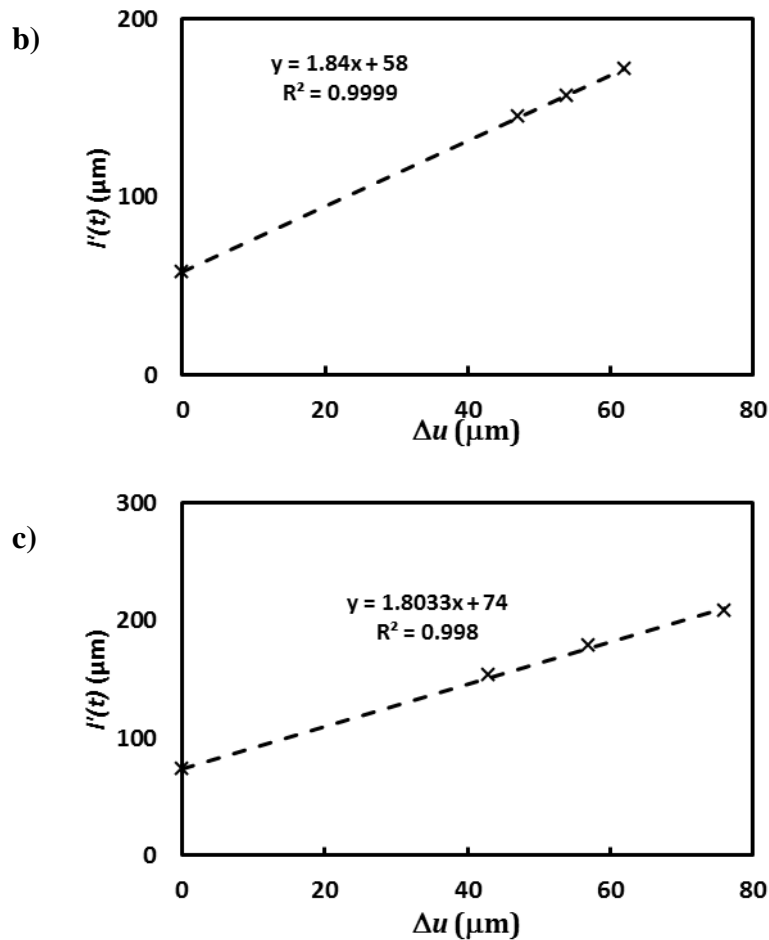 b)
200
y = 1.84x + 58
R² = 0.9999
100
l'(t) (μm)
0
0 20 40 60 80
Δu (μm)
300
c)
y = 1.8033x + 74
R² = 0.998
200
l'(t) (μm)
100
0
0 20 40 60 80
Δu (μm)